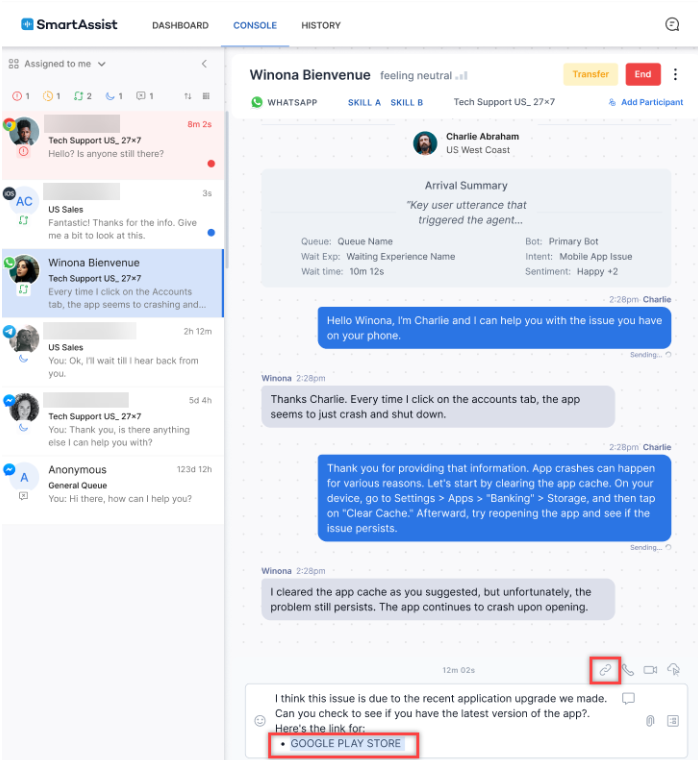 SmartAssist DASHBOARD CONSOLE HISTORY
Assigned to me
1 1 2 1 1
8m 2s
Tech Support US_ 27×7
Hello? Is anyone still there?
iOS
AC
3s
US Sales
Fantastic! Thanks for the info. Give
me a bit to look at this.
Winona Bienvenue
Tech Support US_ 27×7
Every time I click on the Accounts
tab, the app seems to crashing and...
2h 12m
US Sales
You: Ok, I'll wait till I hear back from
you.
5d 4h
Tech Support US_ 27×7
You: Thank you, is there anything
else I can help you with?
A
Anonymous 123d 12h
General Queue
You: Hi there, how can I help you?
Winona Bienvenue feeling neutral
Transfer End
WHATSAPP SKILL A SKILL B Tech Support US_ 27×7 Add Participant
Charlie Abraham
US West Coast
Arrival Summary
"Key user utterance that
triggered the agent...
Queue: Queue Name Bot: Primary Bot
Wait Exp: Waiting Experience Name Intent: Mobile App Issue
Wait time: 10m 12s Sentiment: Happy +2
2:28pm Charlie
Hello Winona, I'm Charlie and I can help you with the issue you have
on your phone.
Sending...
Winona 2:28pm
Thanks Charlie. Every time I click on the accounts tab, the app
seems to just crash and shut down.
2:28pm Charlie
Thank you for providing that information. App crashes can happen
for various reasons. Let's start by clearing the app cache. On your
device, go to Settings > Apps > "Banking" > Storage, and then tap
on "Clear Cache." Afterward, try reopening the app and see if the
issue persists.
Sending...
Winona 2:28pm
I cleared the app cache as you suggested, but unfortunately, the
problem still persists. The app continues to crash upon opening.
12m 02s
I think this issue is due to the recent application upgrade we made.
Can you check to see if you have the latest version of the app?.
Here's the link for:
• GOOGLE PLAY STORE